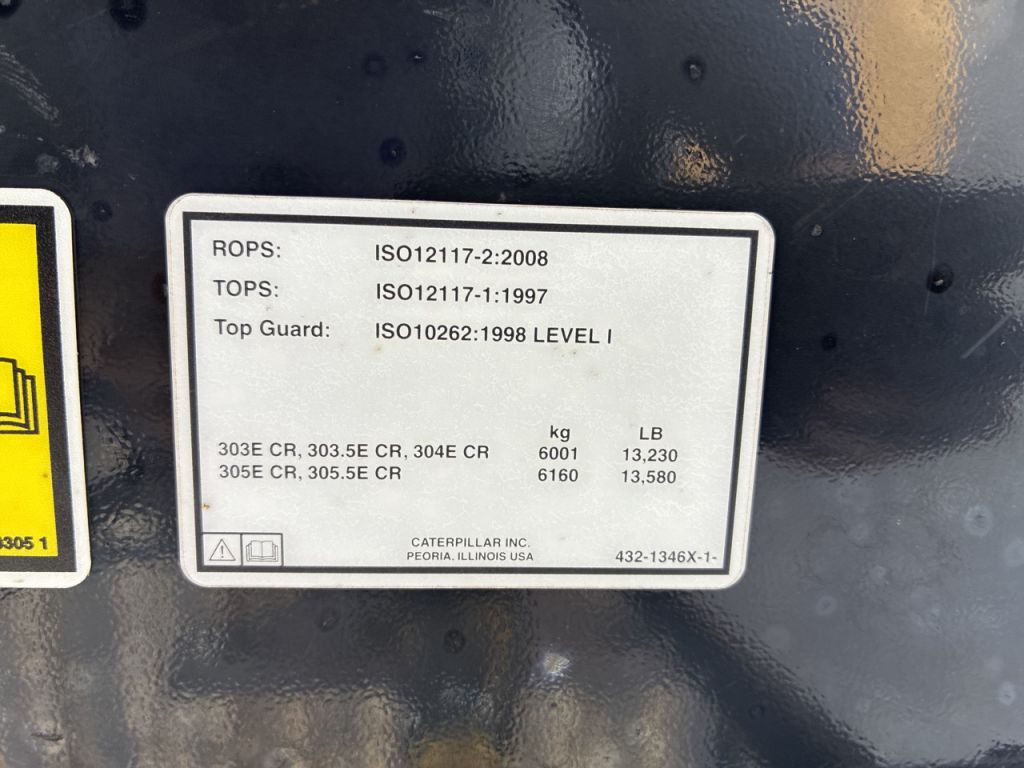 ROPS: ISO12117-2:2008
TOPS: ISO12117-1:1997
Top Guard: ISO10262:1998 LEVEL I
kg LB
303E CR, 303.5E CR, 304E CR 6001 13,230
305E CR, 305.5E CR 6160 13,580
CATERPILLAR INC.
PEORIA, ILLINOIS USA
432-1346X-1-
305 1